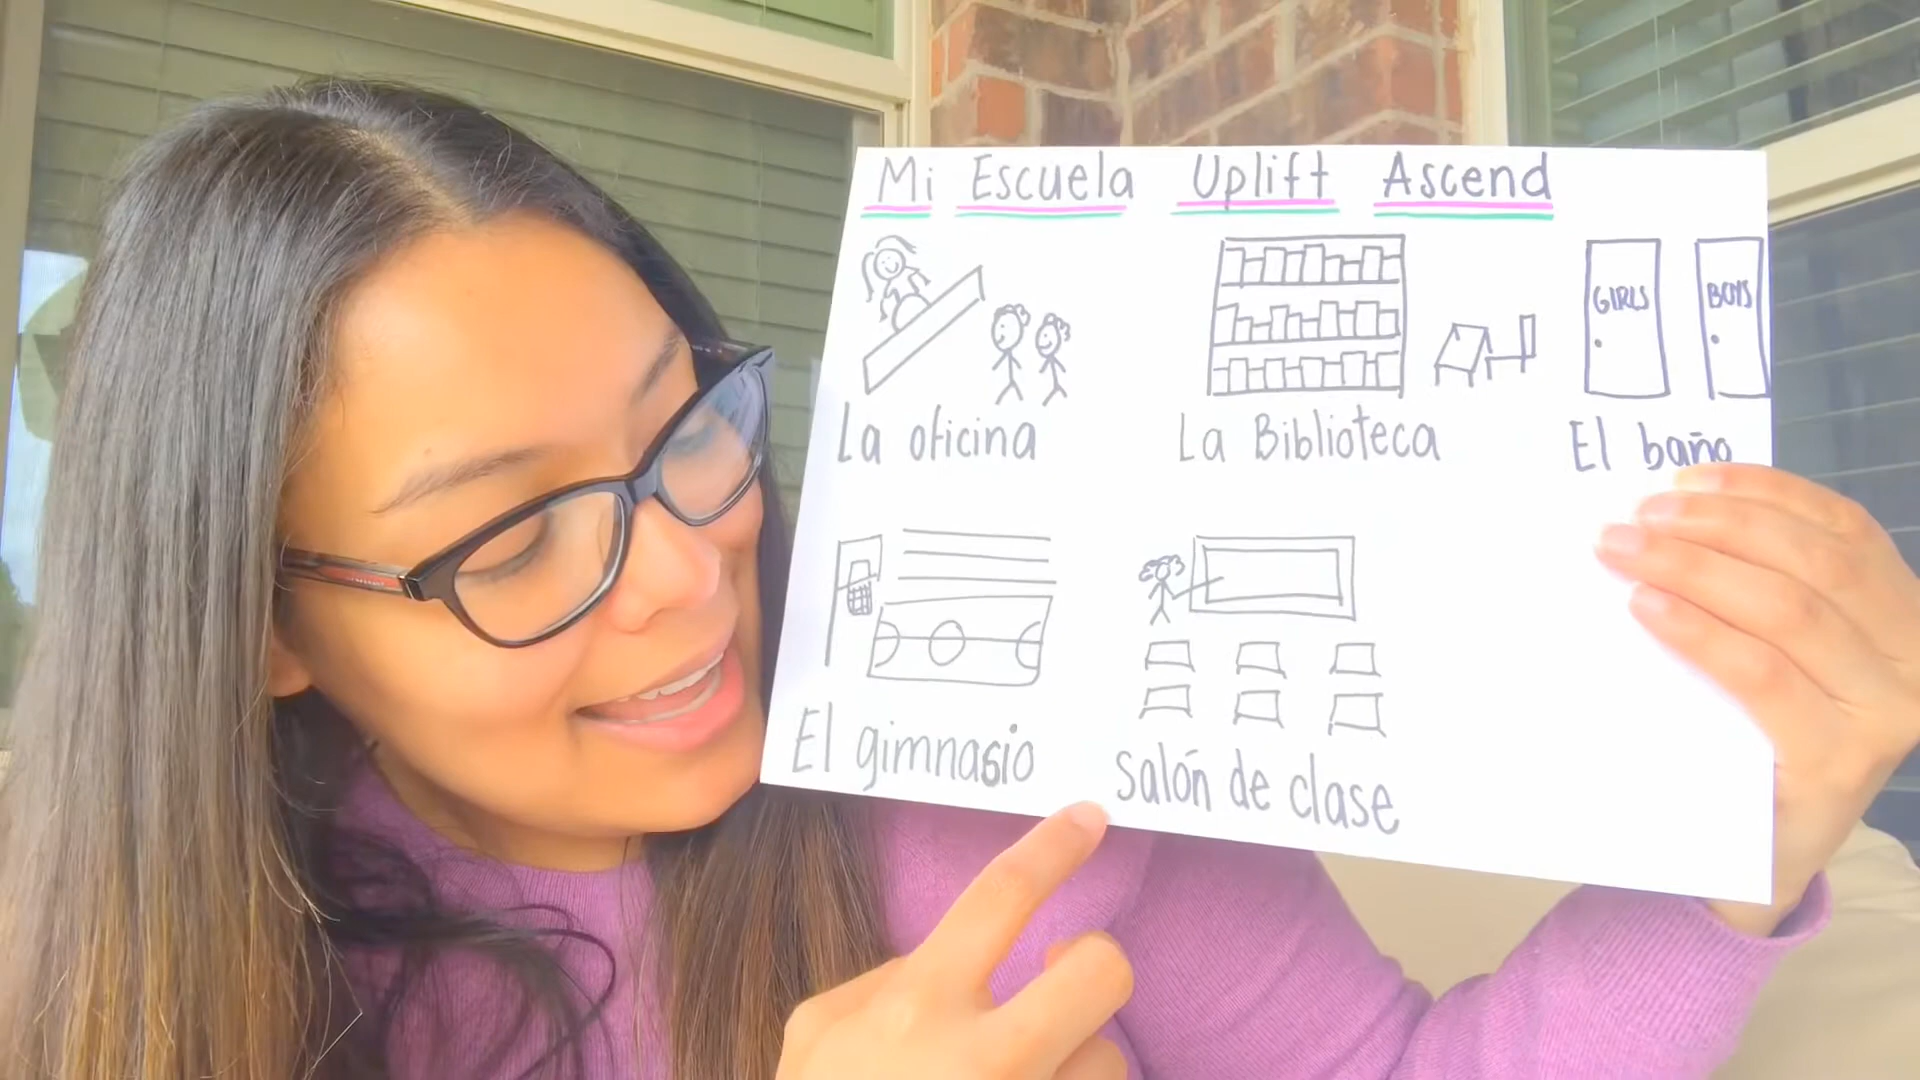 Mi Escuela Uplift Ascend
GIRLS BOYS
La oficina La Biblioteca El baño
El gimnasio salón de clase